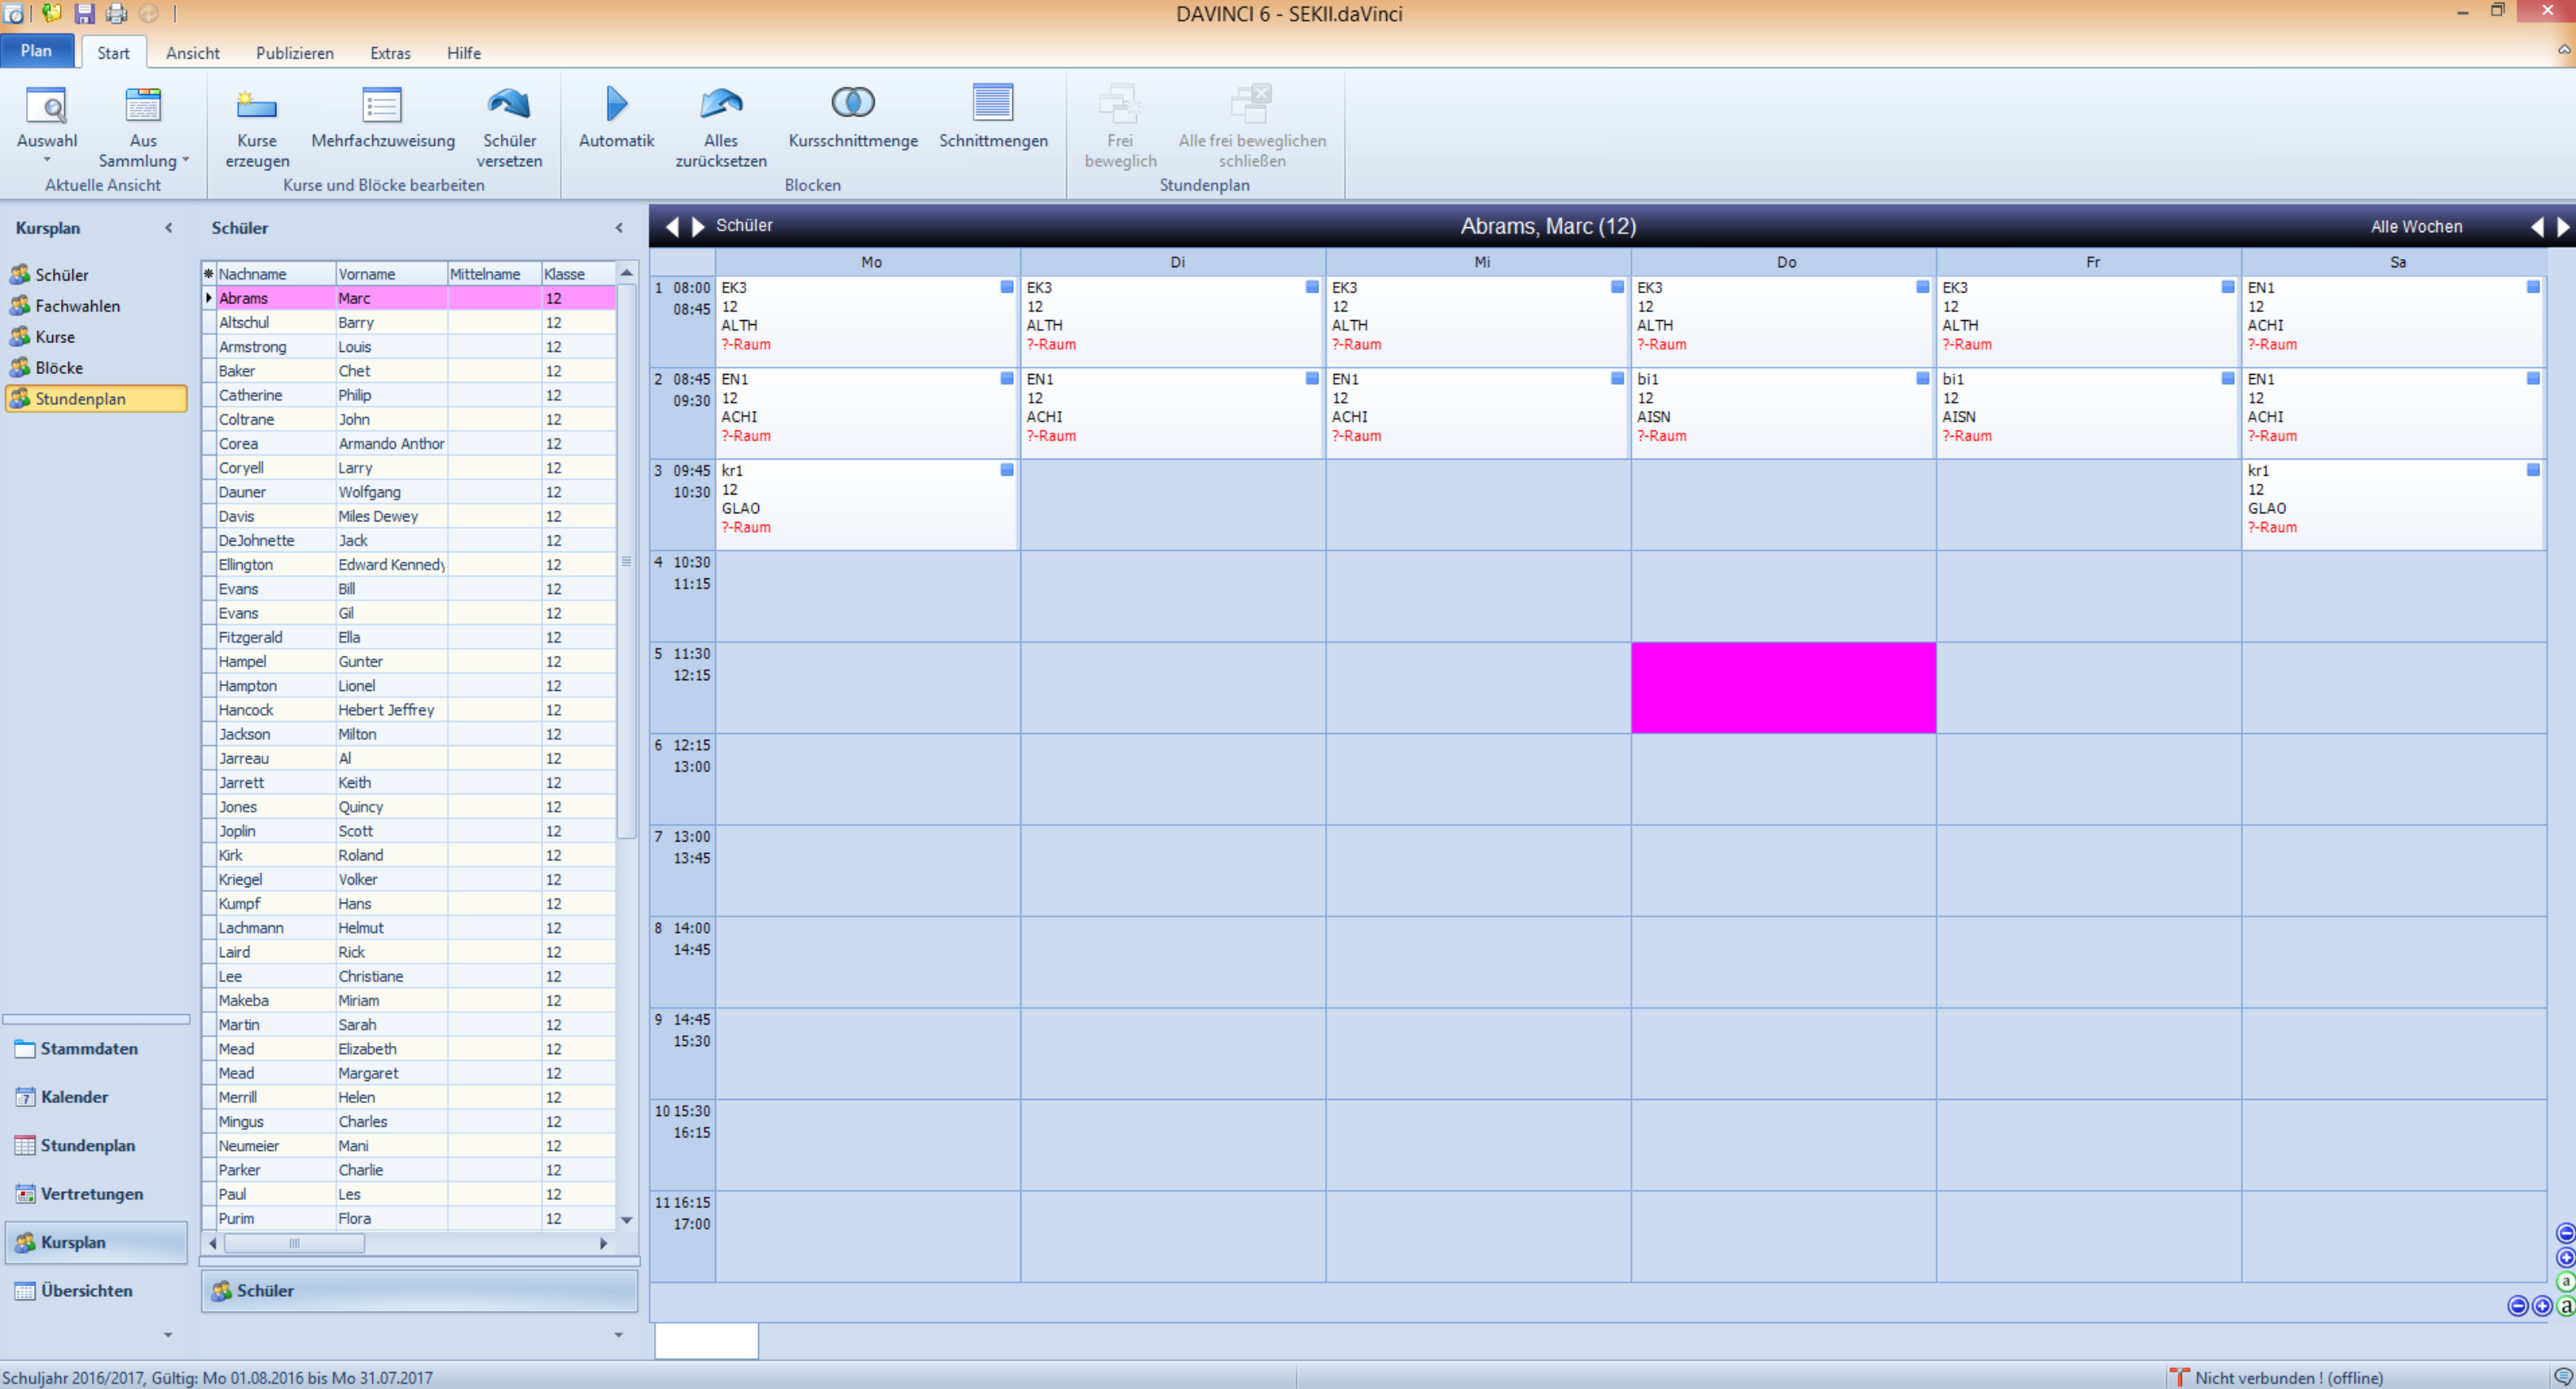 DAVINCI 6 - SEKII.daVinci
Plan Start Ansicht Publizieren Extras Hilfe
Auswahl
Aus Sammlung
Aktuelle Ansicht
Kurse erzeugen
Mehrfachzuweisung
Schüler versetzen
Kurse und Blöcke bearbeiten
Automatik
Alles zurücksetzen
Kursschnittmenge
Schnittmengen
Blocken
Frei beweglich
Alle frei beweglichen schließen
Stundenplan
Kursplan
Schüler
Fachwahlen
Kurse
Blöcke
Stundenplan
Stammdaten
7 Kalender
Stundenplan
Vertretungen
Kursplan
Übersichten
Schüler
Nachname Vorname Mittelname Klasse
Abrams Marc 12
Altschul Barry 12
Armstrong Louis 12
Baker Chet 12
Catherine Philip 12
Coltrane John 12
Corea Armando Anthor 12
Coryell Larry 12
Dauner Wolfgang 12
Davis Miles Dewey 12
DeJohnette Jack 12
Ellington Edward Kennedy 12
Evans Bill 12
Evans Gil 12
Fitzgerald Ella 12
Hampel Gunter 12
Hampton Lionel 12
Hancock Hebert Jeffrey 12
Jackson Milton 12
Jarreau Al 12
Jarrett Keith 12
Jones Quincy 12
Joplin Scott 12
Kirk Roland 12
Kriegel Volker 12
Kumpf Hans 12
Lachmann Helmut 12
Laird Rick 12
Lee Christiane 12
Makeba Miriam 12
Martin Sarah 12
Mead Elizabeth 12
Mead Margaret 12
Merrill Helen 12
Mingus Charles 12
Neumeier Mani 12
Parker Charlie 12
Paul Les 12
Purim Flora 12
Schüler
Schüler Abrams, Marc (12) Alle Wochen
Mo Di Mi Do Fr Sa
1 08:00 EK3 EK3 EK3 EK3 EK3 EN1
08:45 12 12 12 12 12 12
ALTH ALTH ALTH ALTH ALTH ACHI
?-Raum ?-Raum ?-Raum ?-Raum ?-Raum ?-Raum
2 08:45 EN1 EN1 EN1 bi1 bi1 EN1
09:30 12 12 12 12 12 12
ACHI ACHI ACHI AISN AISN ACHI
?-Raum ?-Raum ?-Raum ?-Raum ?-Raum ?-Raum
3 09:45 kr1 kr1
10:30 12 12
GLAO GLAO
?-Raum ?-Raum
4 10:30
11:15
5 11:30
12:15
6 12:15
13:00
7 13:00
13:45
8 14:00
14:45
9 14:45
15:30
10 15:30
16:15
11 16:15
17:00
a
a
Schuljahr 2016/2017, Gültig: Mo 01.08.2016 bis Mo 31.07.2017
Nicht verbunden ! (offline)